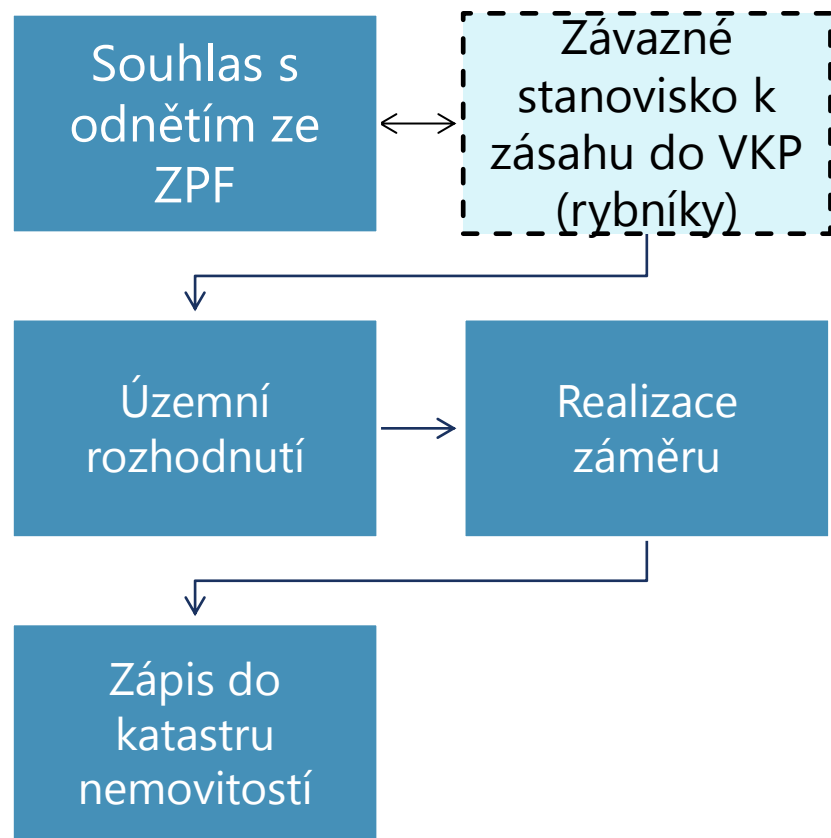 Souhlas s
odnětím ze
ZPF
Závazné
stanovisko k
zásahu do VKP
(rybníky)
Územní
rozhodnutí
Realizace
záměru
Zápis do
katastru
nemovitostí